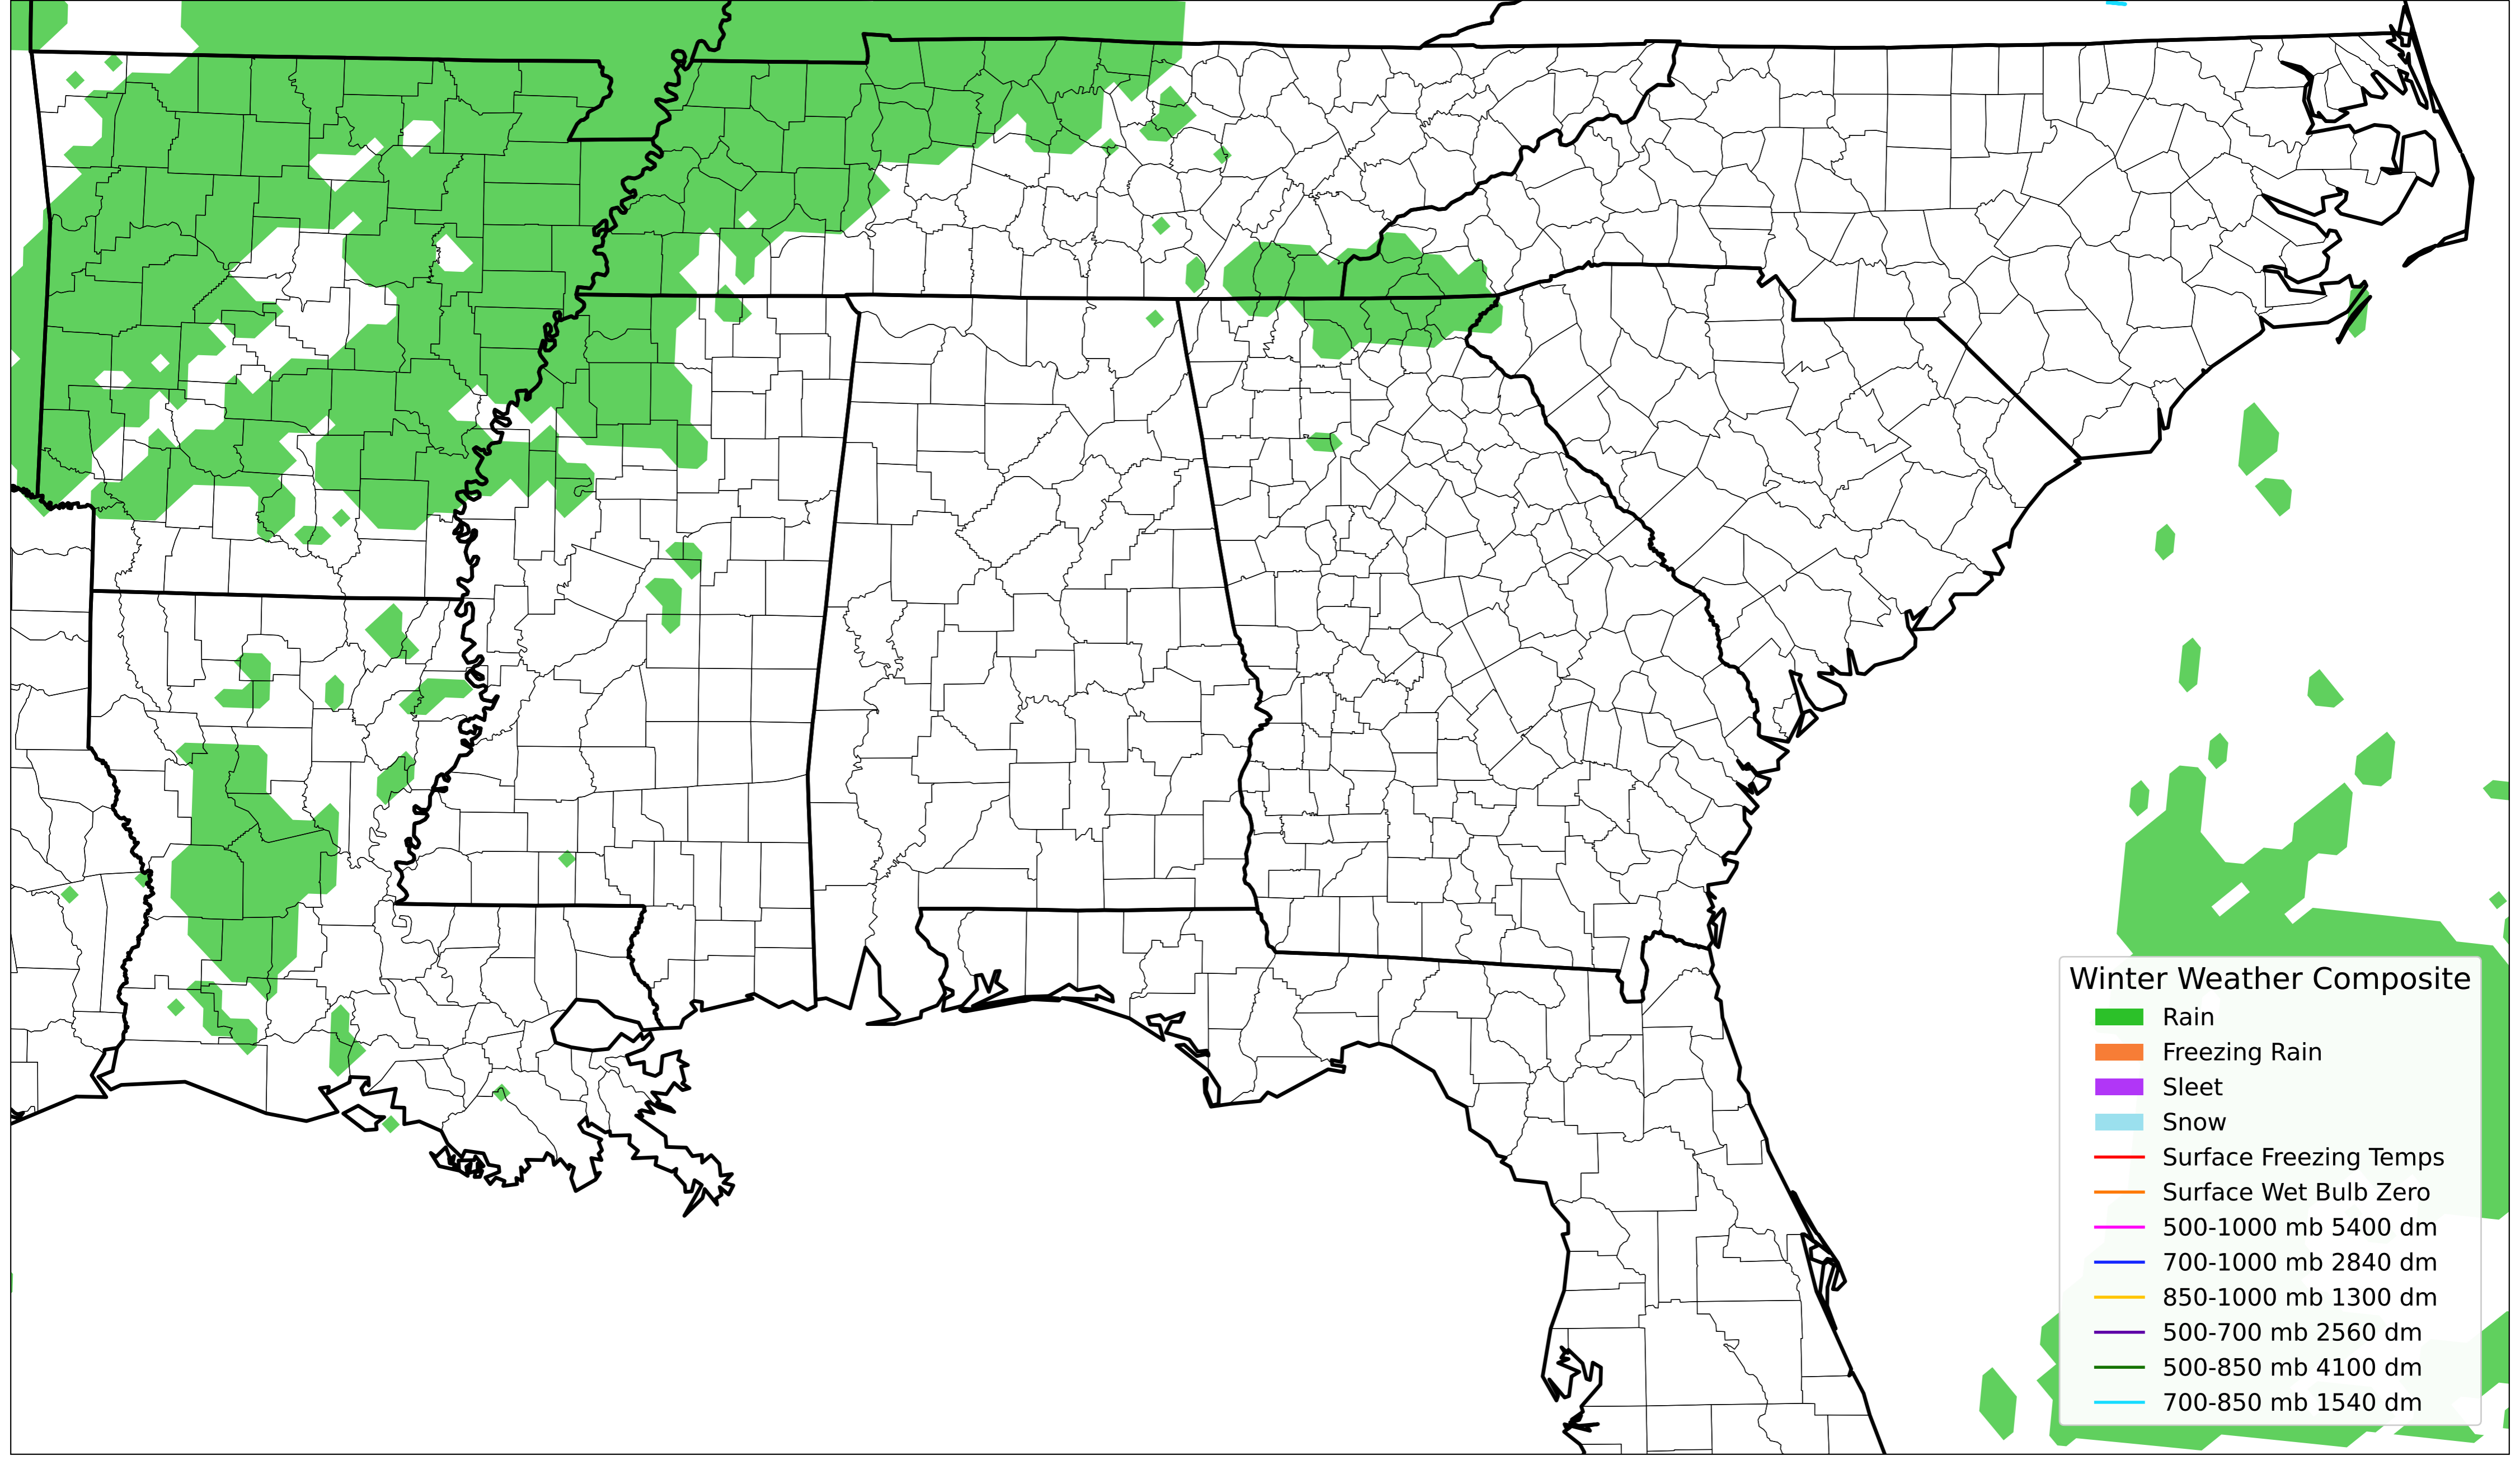 Winter Weather Composite
Rain
Freezing Rain
Sleet
Snow
Surface Freezing Temps
Surface Wet Bulb Zero
500-1000 mb 5400 dm
700-1000 mb 2840 dm
850-1000 mb 1300 dm
500-700 mb 2560 dm
500-850 mb 4100 dm
700-850 mb 1540 dm